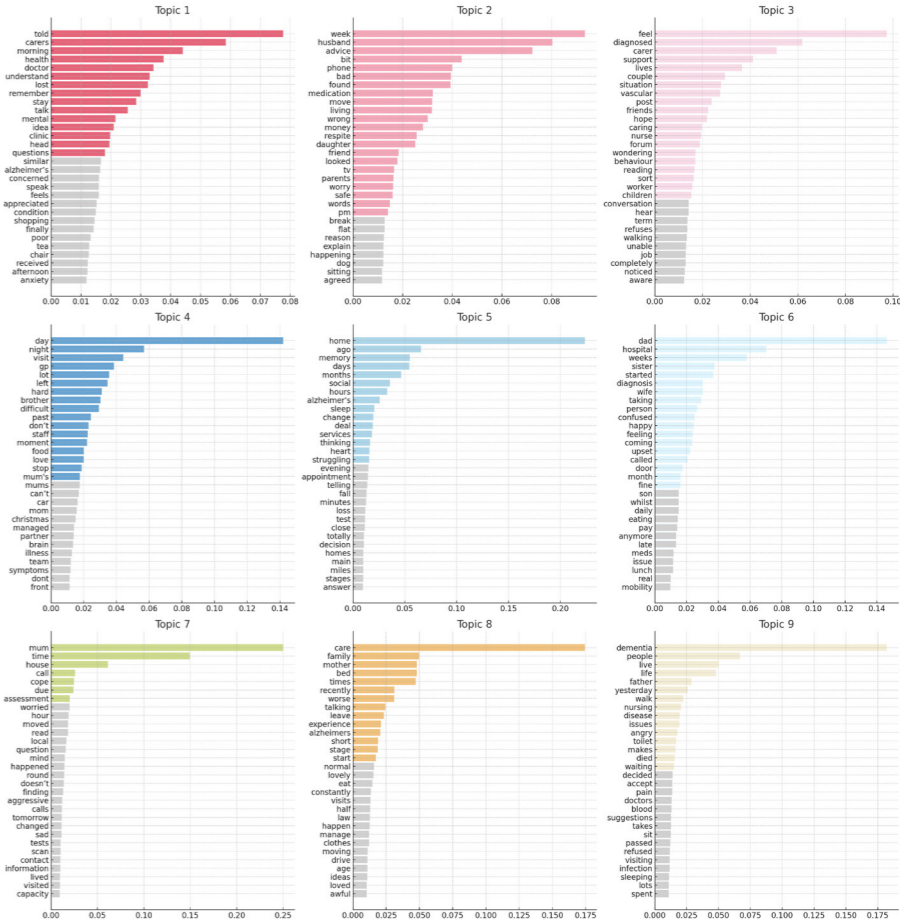 Topic 1
told
carers
morning
health
doctor
understand
lost
remember
stay
talk
mental
idea
clinic
head
questions
similar
alzheimer's
concerned
speak
feels
appreciated
condition
shopping
finally
poor
tea
chair
received
afternoon
anxiety
0.00 0.01 0.02 0.03 0.04 0.05 0.06 0.07 0.08
Topic 2
week
husband
advice
bit
phone
bad
found
medication
move
living
wrong
money
respite
daughter
friend
looked
tv
parents
worry
safe
words
pm
break
flat
reason
explain
happening
dog
sitting
agreed
0.00 0.02 0.04 0.06 0.08
Topic 3
feel
diagnosed
carer
support
lives
couple
situation
vascular
post
friends
hope
caring
nurse
forum
wondering
behaviour
reading
sort
worker
children
conversation
hear
term
refuses
walking
unable
job
completely
noticed
aware
0.00 0.02 0.04 0.06 0.08 0.10
Topic 4
day
night
visit
gp
lot
left
hard
brother
difficult
past
don't
staff
moment
food
love
stop
mum's
mums
can't
car
mom
christmas
managed
partner
brain
illness
team
symptoms
dont
front
0.00 0.02 0.04 0.06 0.08 0.10 0.12 0.14
Topic 5
home
ago
memory
days
months
social
hours
alzheimer's
sleep
change
deal
services
thinking
heart
struggling
evening
appointment
telling
fall
minutes
loss
test
close
totally
decision
homes
main
miles
stages
answer
0.00 0.05 0.10 0.15 0.20
Topic 6
dad
hospital
weeks
sister
started
diagnosis
wife
taking
person
confused
happy
feeling
coming
upset
called
door
month
fine
son
whilst
daily
eating
pay
anymore
late
meds
issue
lunch
real
mobility
0.00 0.02 0.04 0.06 0.08 0.10 0.12 0.14
Topic 7
mum
time
house
call
cope
due
assessment
worried
hour
moved
read
local
question
mind
happened
round
doesn't
finding
aggressive
calls
tomorrow
changed
sad
tests
scan
contact
information
lived
visited
capacity
0.00 0.05 0.10 0.15 0.20 0.25
Topic 8
care
family
mother
bed
times
recently
worse
talking
leave
experience
alzheimers
short
stage
start
normal
lovely
eat
constantly
visits
half
law
happen
manage
clothes
moving
drive
age
ideas
loved
awful
0.000 0.025 0.050 0.075 0.100 0.125 0.150 0.175
Topic 9
dementia
people
live
life
father
yesterday
walk
nursing
disease
issues
angry
toilet
makes
died
waiting
decided
accept
pain
doctors
blood
suggestions
takes
sit
passed
refused
visiting
infection
sleeping
lots
spent
0.000 0.025 0.050 0.075 0.100 0.125 0.150 0.175